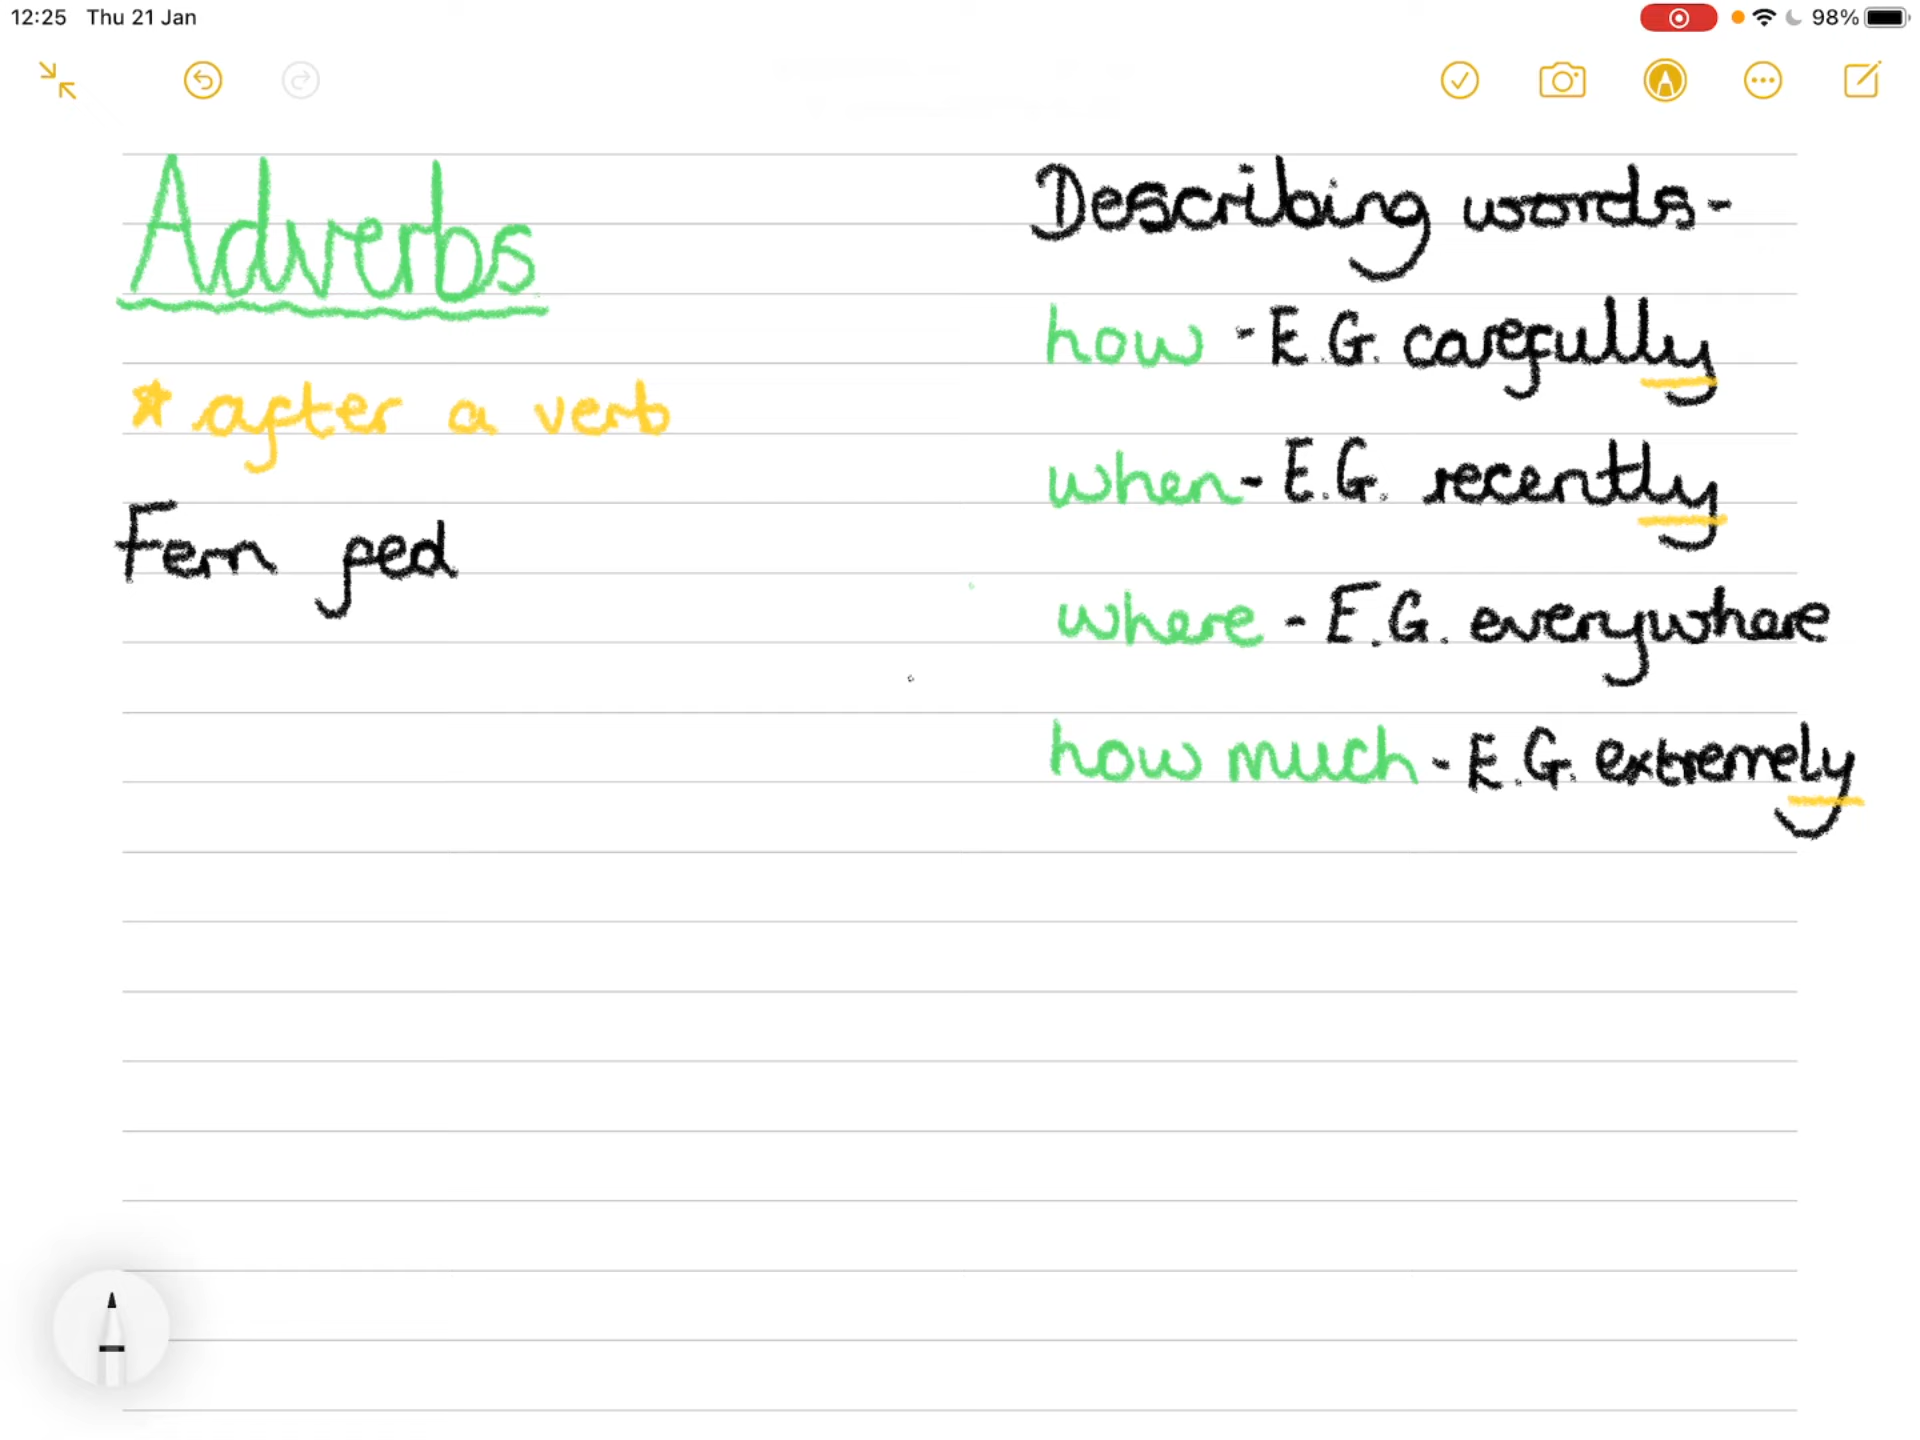 12:25 Thu 21 Jan
98%
Adverbs
* after a verb
Fern fed
Describing words-
how - E.G. carefully
when - E.G. recently
where - E.G. everywhere
how much - E.G. extremely